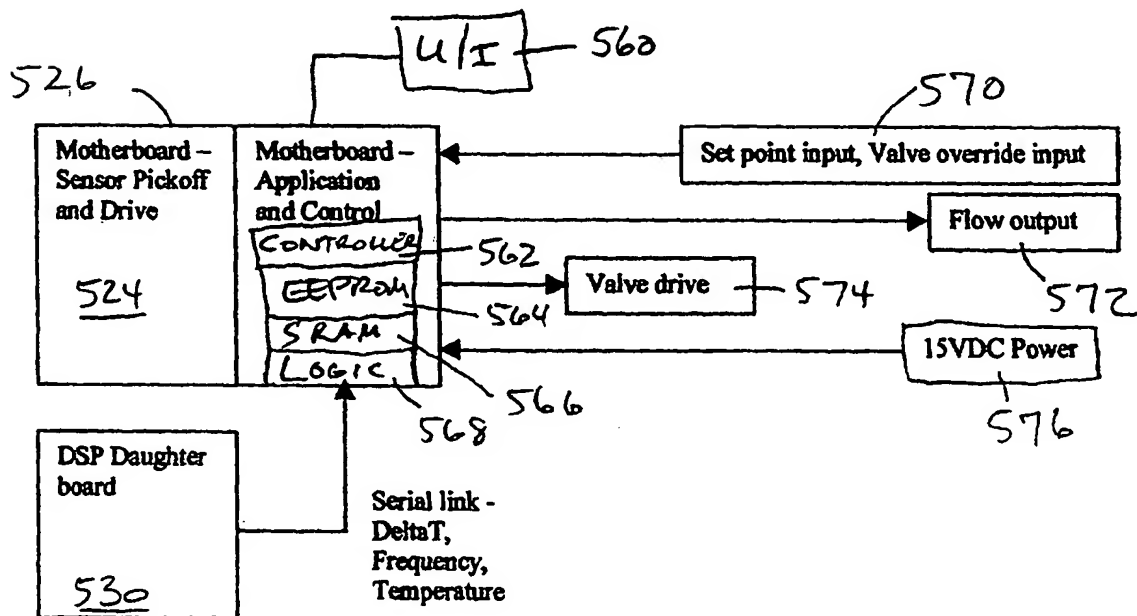 U/I
560
526
570
Motherboard –
Sensor Pickoff
and Drive
524
Motherboard –
Application
and Control
CONTROLLER
562
EEPROM
564
SRAM
566
LOGIC
568
Set point input, Valve override input
Flow output
572
Valve drive
574
15VDC Power
576
DSP Daughter
board
530
Serial link -
DeltaT,
Frequency,
Temperature